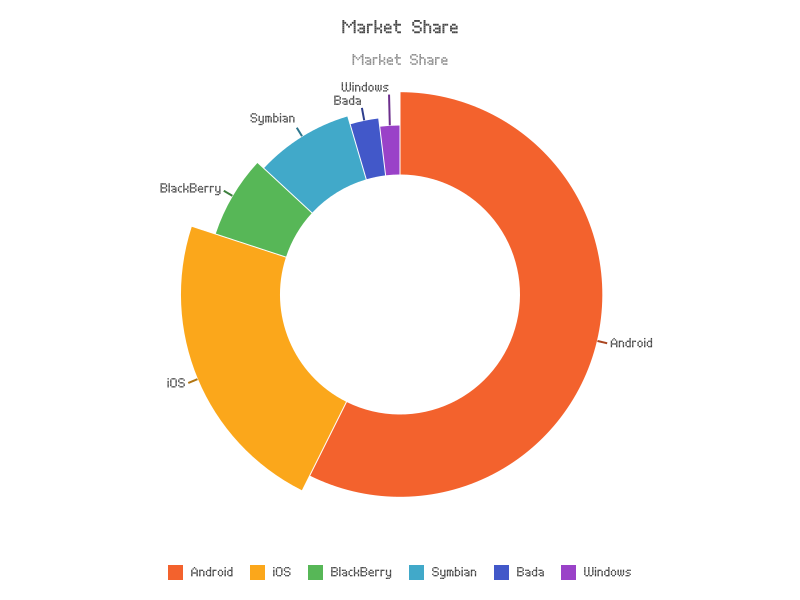 Market Share
Market Share
Windows
Bada
Symbian
BlackBerry
Android
iOS
Android iOS BlackBerry Symbian Bada Windows